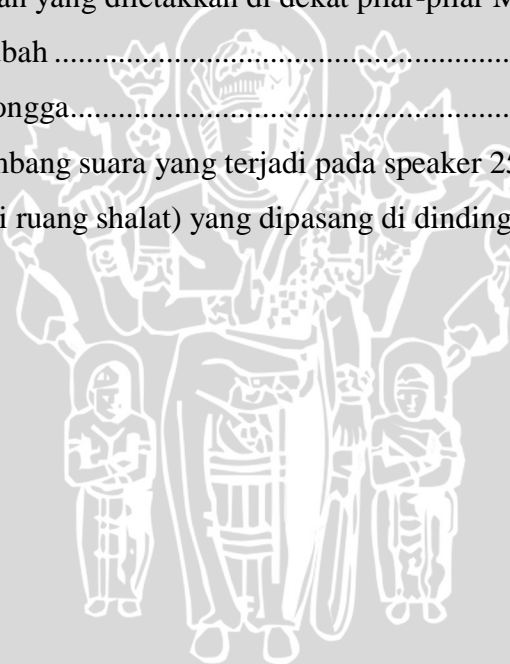 an yang diletakkan di dekat pilar-pilar M
bah ....................................................................
ongga..................................................................
mbang suara yang terjadi pada speaker 25
i ruang shalat) yang dipasang di dinding